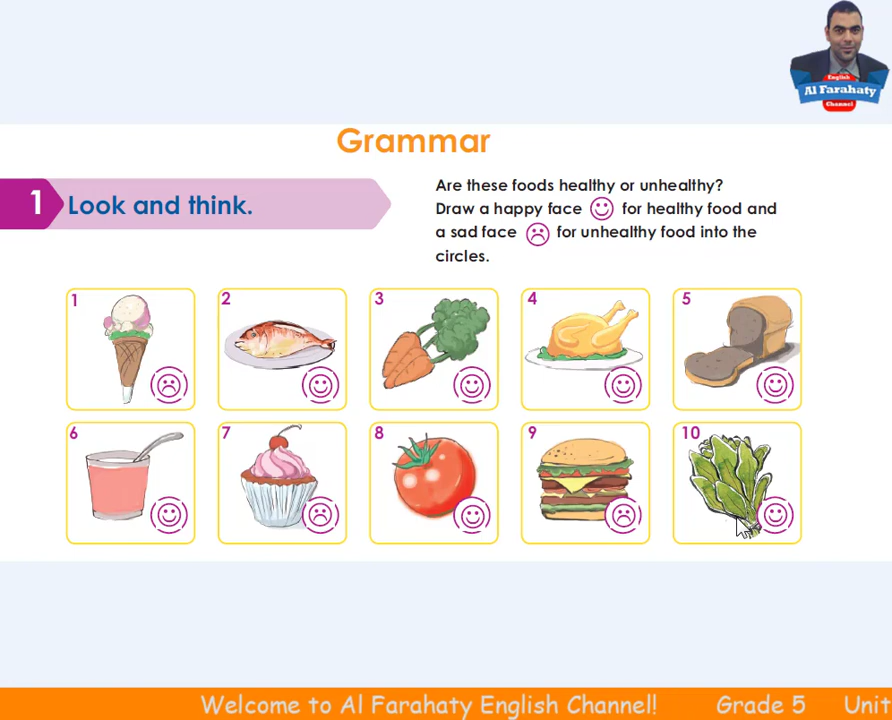 English
Al Farahaty
Channel
Grammar
1 Look and think.
Are these foods healthy or unhealthy?
Draw a happy face for healthy food and
a sad face for unhealthy food into the
circles.
1 2 3 4 5
6 7 8 9 10
Welcome to Al Farahaty English Channel! Grade 5 Unit